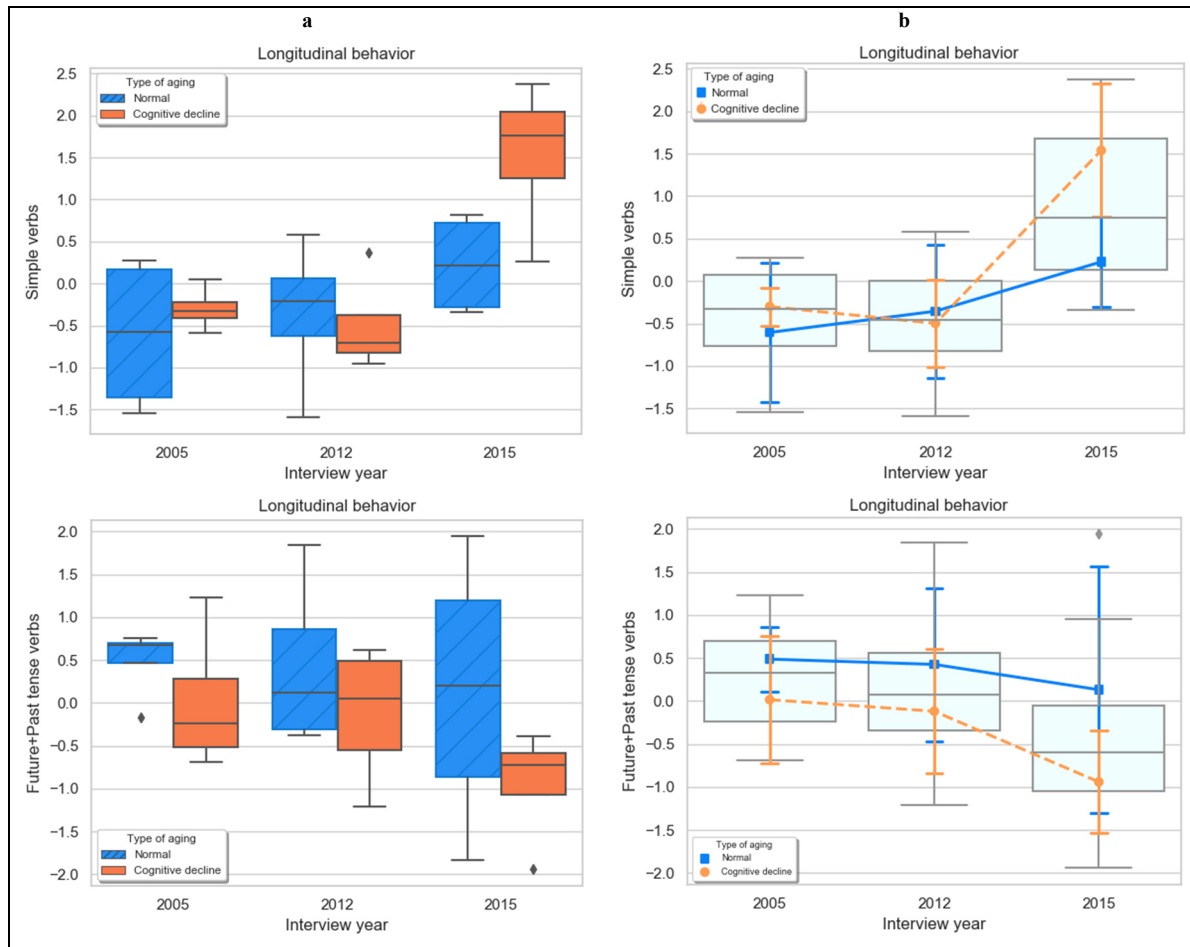 a
Longitudinal behavior
2.5
2.0
1.5
1.0
0.5
0.0
−0.5
−1.0
−1.5
Simple verbs
Type of aging
Normal
Cognitive decline
2005 2012 2015
Interview year
b
Longitudinal behavior
2.5
2.0
1.5
1.0
0.5
0.0
−0.5
−1.0
−1.5
Simple verbs
Type of aging
Normal
Cognitive decline
2005 2012 2015
Interview year
Longitudinal behavior
2.0
1.5
1.0
0.5
0.0
−0.5
−1.0
−1.5
−2.0
Future+Past tense verbs
Type of aging
Normal
Cognitive decline
2005 2012 2015
Interview year
Longitudinal behavior
2.0
1.5
1.0
0.5
0.0
−0.5
−1.0
−1.5
−2.0
Future+Past tense verbs
Type of aging
Normal
Cognitive decline
2005 2012 2015
Interview year